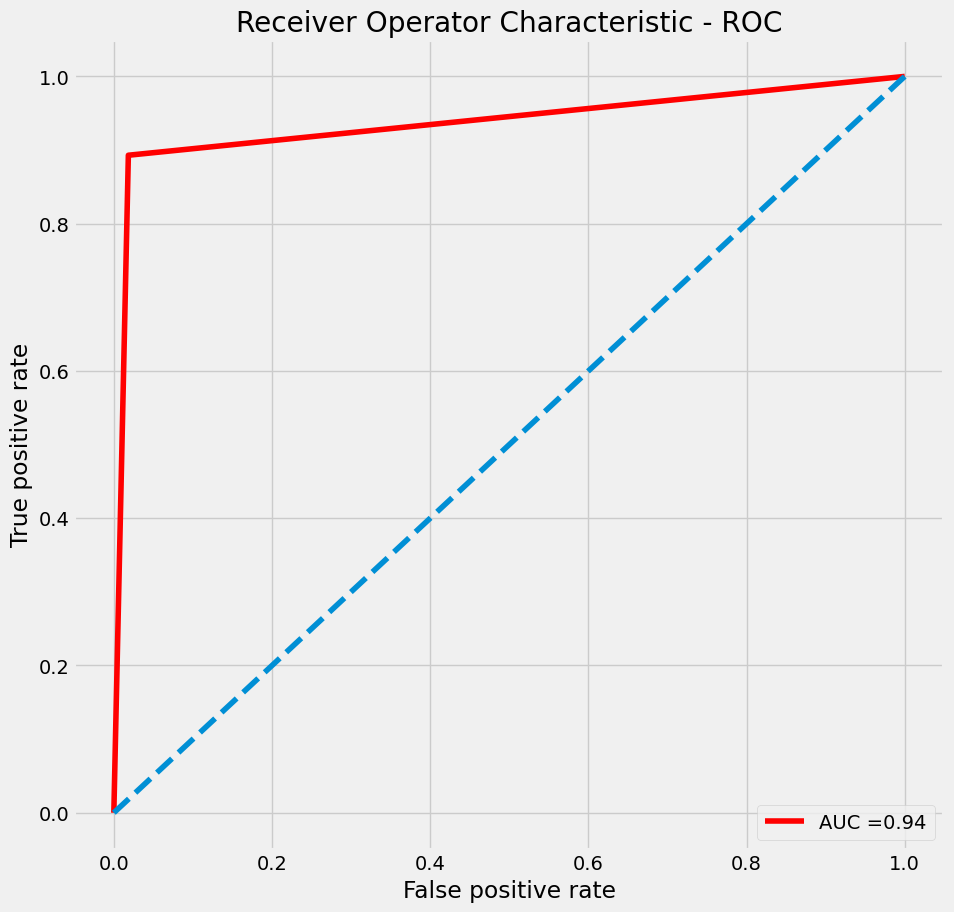 Receiver Operator Characteristic - ROC
1.0
0.8
0.6
0.4
0.2
0.0
True positive rate
0.0 0.2 0.4 0.6 0.8 1.0
False positive rate
AUC =0.94